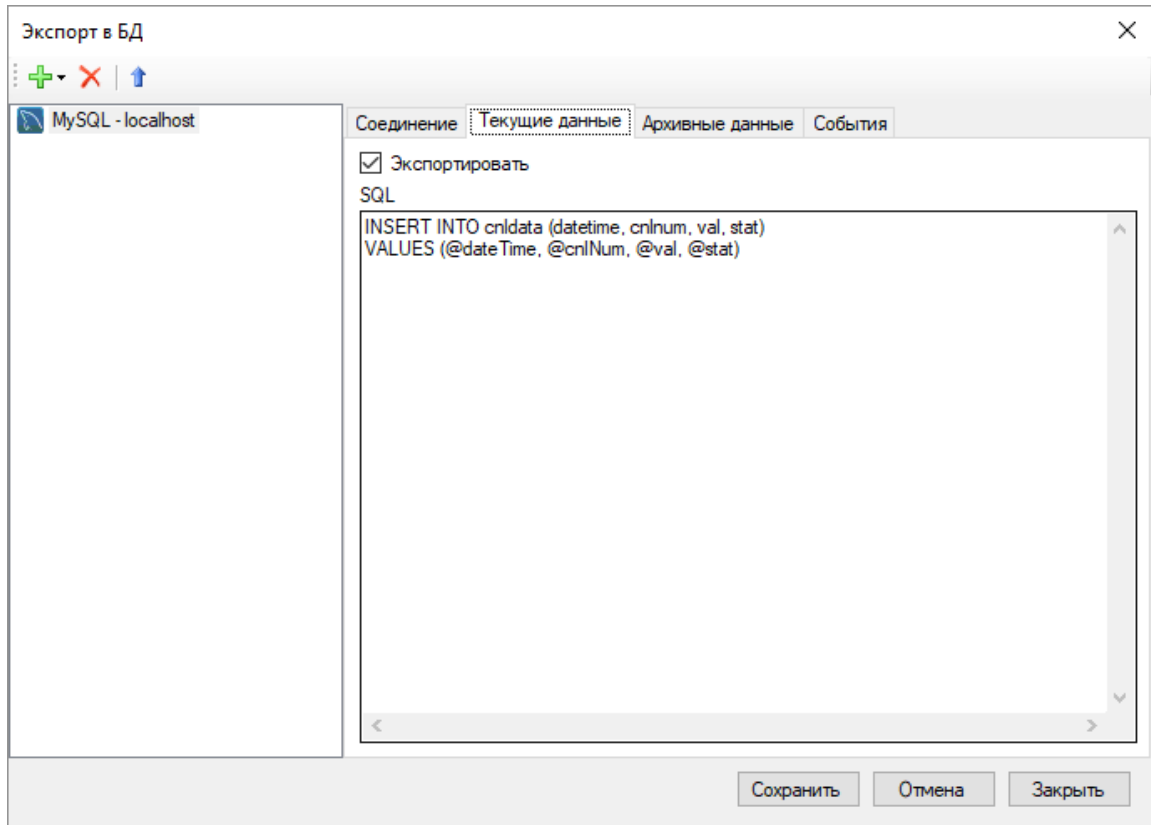 Экспорт в БД
MySQL - localhost
Соединение Текущие данные Архивные данные События
Экспортировать
SQL
INSERT INTO cnldata (datetime, cnlnum, val, stat)
VALUES (@dateTime, @cnlNum, @val, @stat)
Сохранить Отмена Закрыть